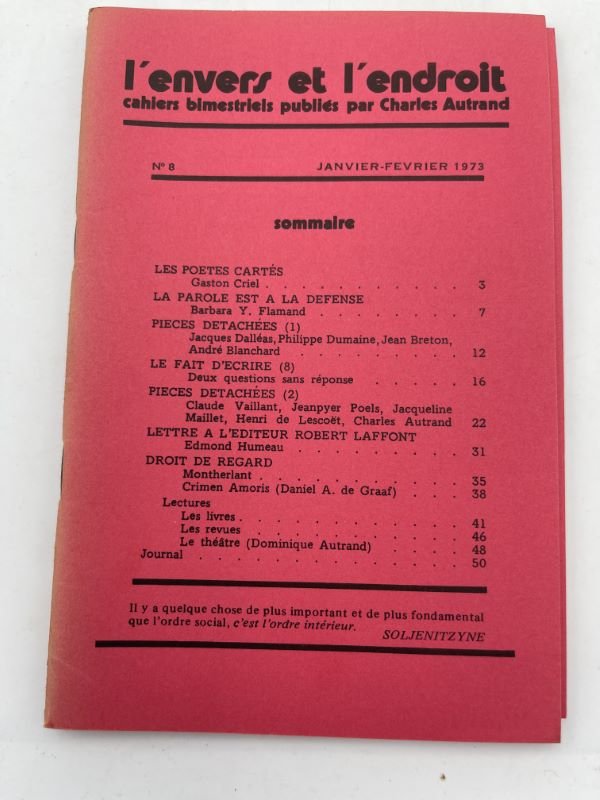 l'envers et l'endroit
cahiers bimestriels publiés par Charles Autrand
N° 8 JANVIER-FEVRIER 1973
sommaire
LES POETES CARTÉS
Gaston Criel . . . . . . . . . . 3
LA PAROLE EST A LA DEFENSE
Barbara Y. Flamand . . . . . . . 7
PIECES DETACHÉES (1)
Jacques Dalléas, Philippe Dumaine, Jean Breton,
André Blanchard . . . . . . . . 12
LE FAIT D'ECRIRE (8)
Deux questions sans réponse . . . . . 16
PIECES DETACHÉES (2)
Claude Vaillant, Jeanpyer Poels, Jacqueline
Maillet, Henri de Lescoët, Charles Autrand 22
LETTRE A L'EDITEUR ROBERT LAFFONT
Edmond Humeau . . . . . . . . 31
DROIT DE REGARD
Montherlant . . . . . . . . . . 35
Crimen Amoris (Daniel A. de Graaf) . . . 38
Lectures
Les livres . . . . . . . . . . . 41
Les revues . . . . . . . . . . 46
Le théâtre (Dominique Autrand) . . . . 48
Journal . . . . . . . . . . . . 50
Il y a quelque chose de plus important et de plus fondamental
que l'ordre social, c'est l'ordre intérieur.
SOLJENITZYNE